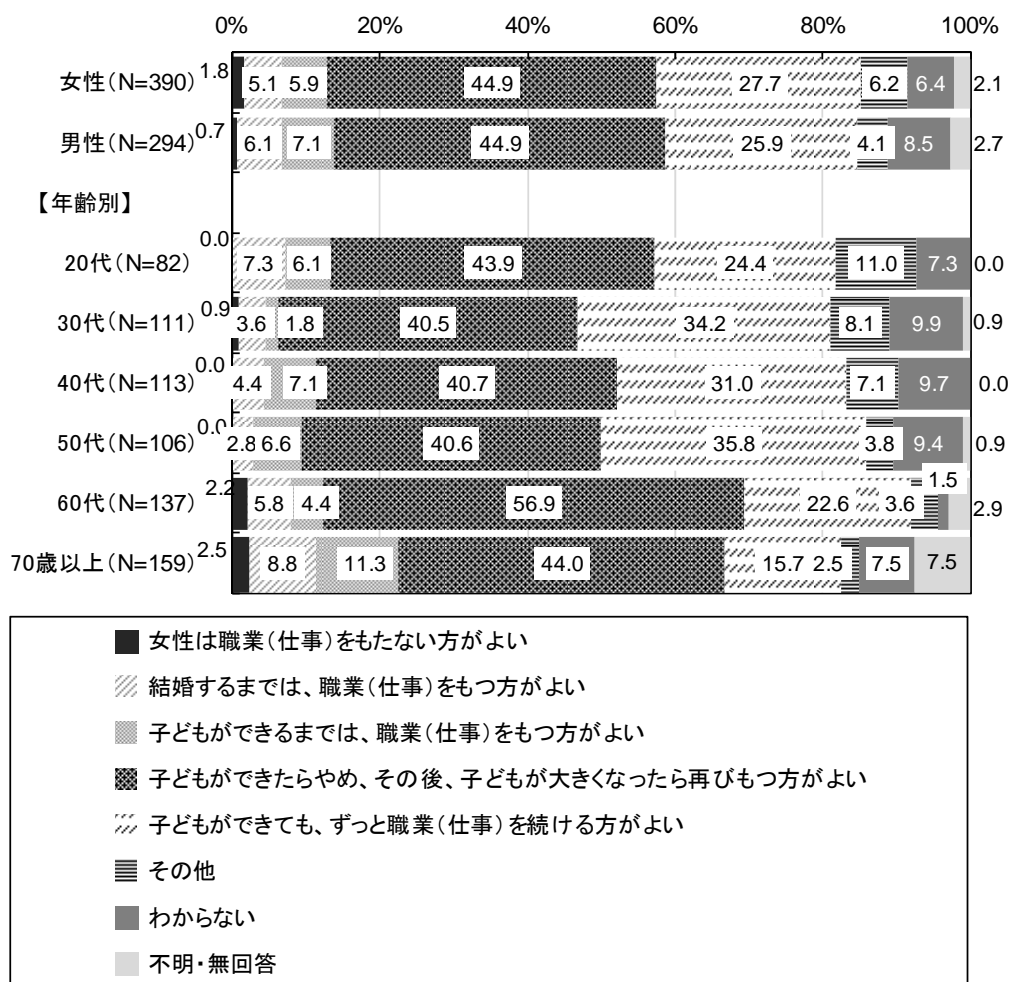 0% 20% 40% 60% 80% 100%
女性(N=390) 1.8 5.1 5.9 44.9 27.7 6.2 6.4 2.1
男性(N=294) 0.7 6.1 7.1 44.9 25.9 4.1 8.5 2.7
【年齢別】
20代(N=82) 0.0 7.3 6.1 43.9 24.4 11.0 7.3 0.0
30代(N=111) 0.9 3.6 1.8 40.5 34.2 8.1 9.9 0.9
40代(N=113) 0.0 4.4 7.1 40.7 31.0 7.1 9.7 0.0
50代(N=106) 0.0 2.8 6.6 40.6 35.8 3.8 9.4 0.9
60代(N=137) 2.2 5.8 4.4 56.9 22.6 3.6 1.5 2.9
70歳以上(N=159) 2.5 8.8 11.3 44.0 15.7 2.5 7.5 7.5
女性は職業(仕事)をもたない方がよい
結婚するまでは、職業(仕事)をもつ方がよい
子どもができるまでは、職業(仕事)をもつ方がよい
子どもができたらやめ、その後、子どもが大きくなったら再びもつ方がよい
子どもができても、ずっと職業(仕事)を続ける方がよい
その他
わからない
不明・無回答